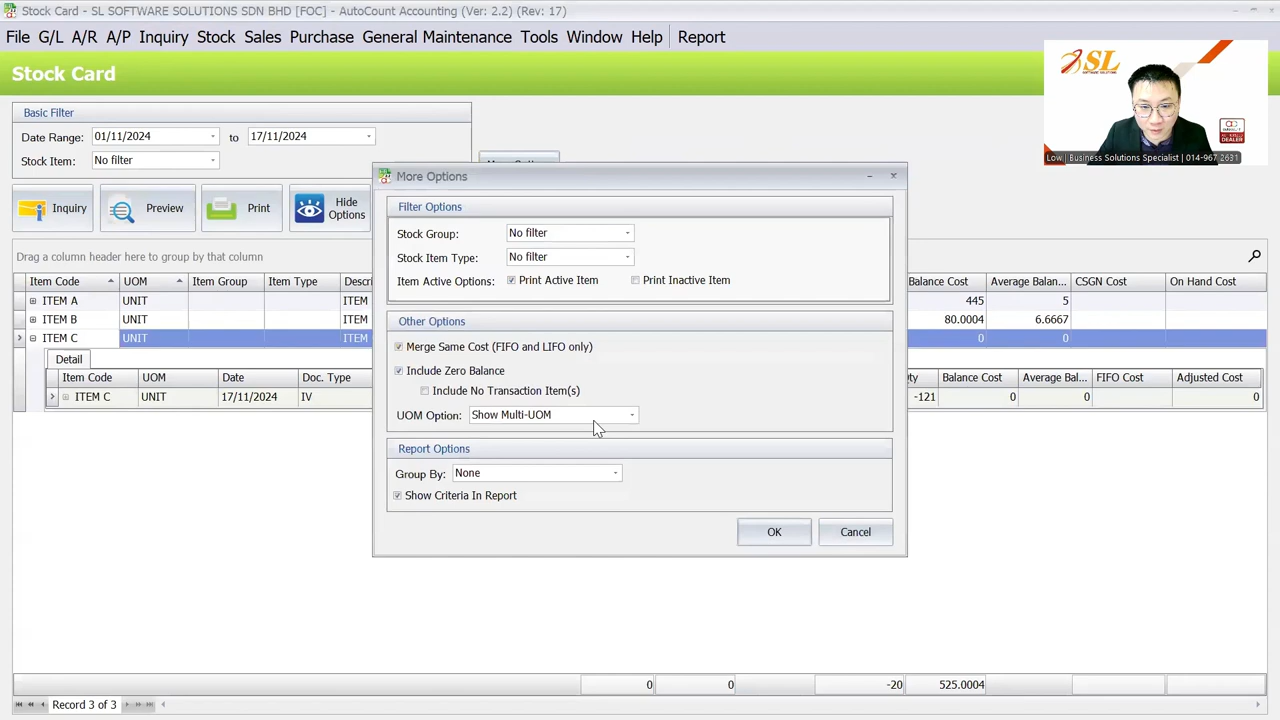 Stock Card - SL SOFTWARE SOLUTIONS SDN BHD [FOC] - AutoCount Accounting (Ver: 2.2) (Rev: 17)
File G/L A/R A/P Inquiry Stock Sales Purchase General Maintenance Tools Window Help Report
Stock Card
SL
SOFTWARE SOLUTIONS
DEALER
Low | Business Solutions Specialist | 014-967 2631
Basic Filter
Date Range: 01/11/2024 to 17/11/2024
Stock Item: No filter
Inquiry Preview Print Hide Options
Drag a column header here to group by that column
Item Code UOM Item Group Item Type Descri Balance Cost Average Balan... CSGN Cost On Hand Cost
ITEM A UNIT ITEM 445 5
ITEM B UNIT ITEM 80.0004 6.6667
ITEM C UNIT ITEM 0 0
Detail
Item Code UOM Date Doc. Type ty Balance Cost Average Bal... FIFO Cost Adjusted Cost
ITEM C UNIT 17/11/2024 IV -121 0 0 0
More Options
Filter Options
Stock Group: No filter
Stock Item Type: No filter
Item Active Options: Print Active Item Print Inactive Item
Other Options
Merge Same Cost (FIFO and LIFO only)
Include Zero Balance
Include No Transaction Item(s)
UOM Option: Show Multi-UOM
Report Options
Group By: None
Show Criteria In Report
OK Cancel
0 0 -20 525.0004
Record 3 of 3